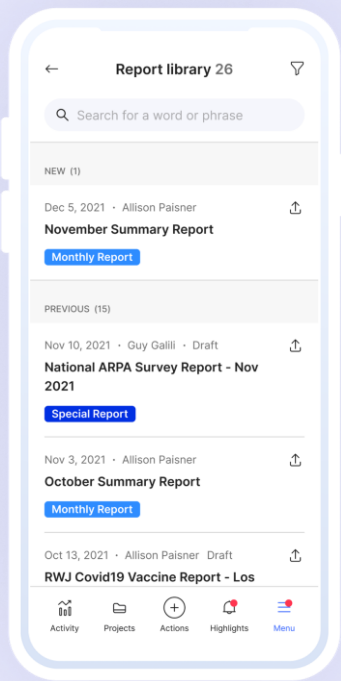 Report library 26
Search for a word or phrase
NEW (1)
Dec 5, 2021 · Allison Paisner
November Summary Report
Monthly Report
PREVIOUS (15)
Nov 10, 2021 · Guy Galili · Draft
National ARPA Survey Report - Nov
2021
Special Report
Nov 3, 2021 · Allison Paisner
October Summary Report
Monthly Report
Oct 13, 2021 · Allison Paisner Draft
RWJ Covid19 Vaccine Report - Los
Activity Projects Actions Highlights Menu